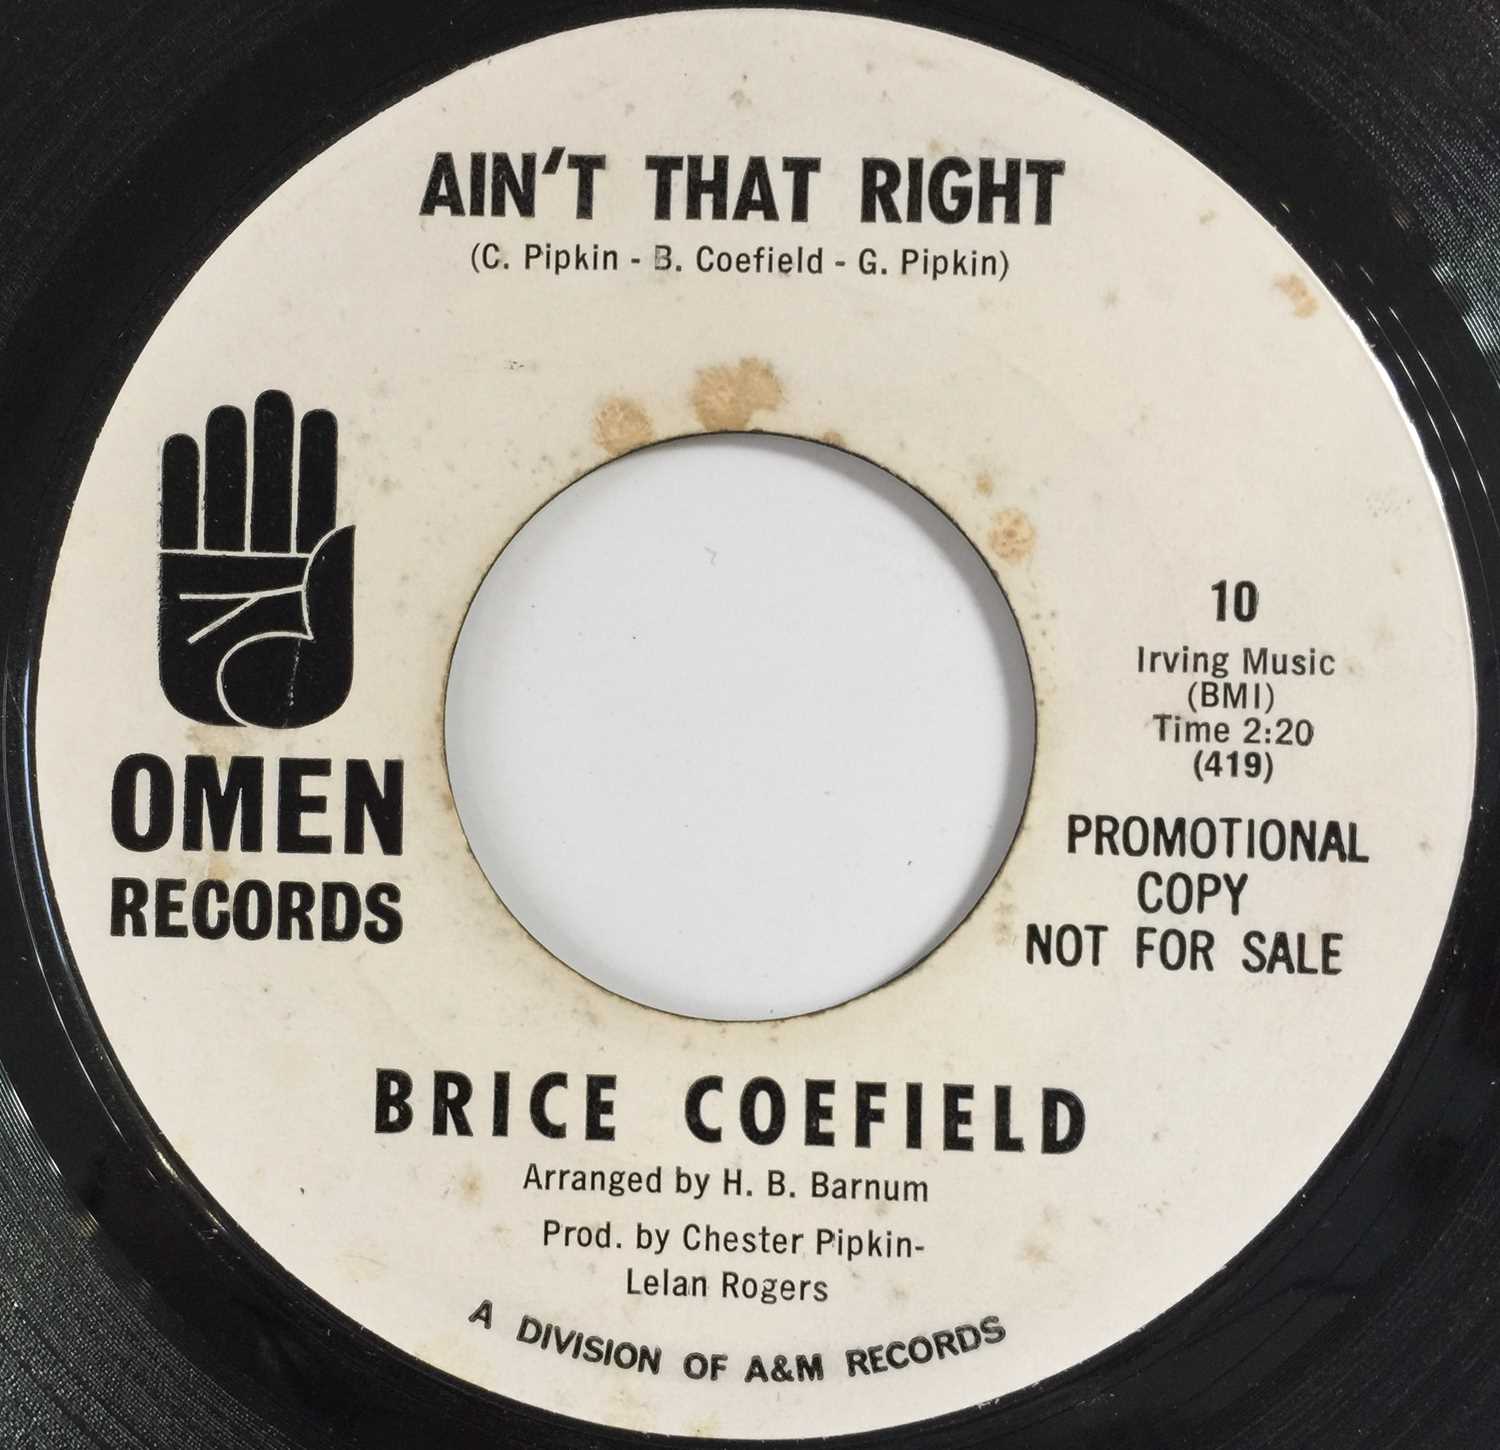 AIN'T THAT RIGHT
(C. Pipkin - B. Coefield - G. Pipkin)
OMEN
RECORDS
10
Irving Music
(BMI)
Time 2:20
(419)
PROMOTIONAL
COPY
NOT FOR SALE
BRICE COEFIELD
Arranged by H. B. Barnum
Prod. by Chester Pipkin-
Lelan Rogers
A DIVISION OF A&M RECORDS